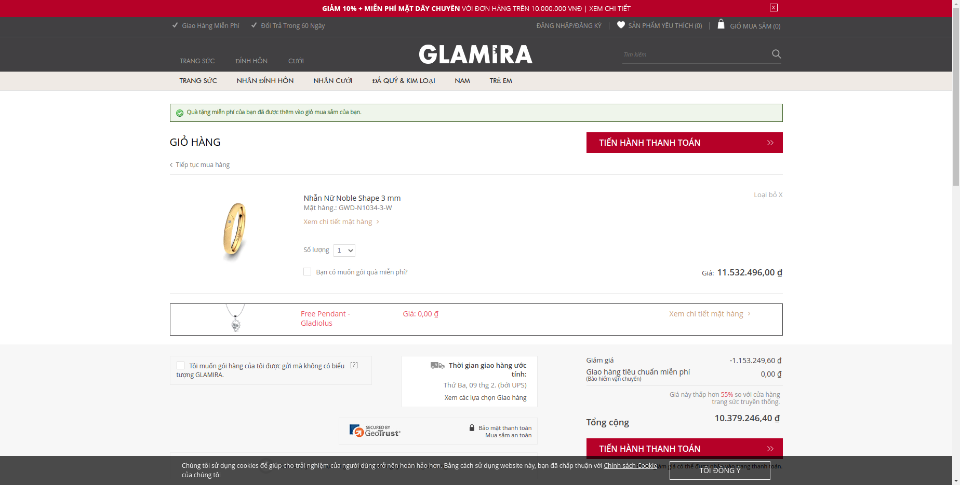 GIẢM 10% + MIỄN PHÍ MẶT DÂY CHUYỀN VỚI ĐƠN HÀNG TRÊN 10.000.000 VNĐ | XEM CHI TIẾT
Giao Hàng Miễn Phí
Đổi Trả Trong 60 Ngày
ĐĂNG NHẬP/ĐĂNG KÝ
SẢN PHẨM YÊU THÍCH (0)
GIỎ MUA SẮM (0)
TRANG SỨC
ĐÍNH HÔN
CƯỚI
GLAMIRA
Tìm kiếm
TRANG SỨC
NHẪN ĐÍNH HÔN
NHẪN CƯỚI
ĐÁ QUÝ & KIM LOẠI
NAM
TRẺ EM
Quà tặng miễn phí của bạn đã được thêm vào giỏ mua sắm của bạn.
GIỎ HÀNG
TIẾN HÀNH THANH TOÁN
Tiếp tục mua hàng
Nhẫn Nữ Noble Shape 3 mm
Loại bỏ X
Mặt hàng.: GWD-N1034-3-W
Xem chi tiết mặt hàng
Số lượng 1
Bạn có muốn gói quà miễn phí?
Giá: 11.532.496,00 ₫
Free Pendant - Gladiolus
Giá: 0,00 ₫
Xem chi tiết mặt hàng
Tôi muốn gói hàng của tôi được gửi mà không có biểu
tượng GLAMIRA.
[?]
Thời gian giao hàng ước
tính:
Thứ Ba, 09 thg 2. (bởi UPS)
Xem các lựa chọn Giao hàng
Giảm giá -1.153.249,60 ₫
Giao hàng tiêu chuẩn miễn phí 0,00 ₫
(Bảo hiểm vận chuyển)
Giá này thấp hơn 55% so với cửa hàng
trang sức truyền thống.
Tổng cộng 10.379.246,40 ₫
SECURED BY
GeoTrust
Bảo mật thanh toán
Mua sắm an toàn
TIẾN HÀNH THANH TOÁN
Chúng tôi sử dụng cookies để giúp cho trải nghiệm của người dùng trở nên hoàn hảo hơn. Bằng cách sử dụng website này, bạn đã chấp thuận với Chính sách Cookie
của chúng tô
TÔI ĐỒNG Ý